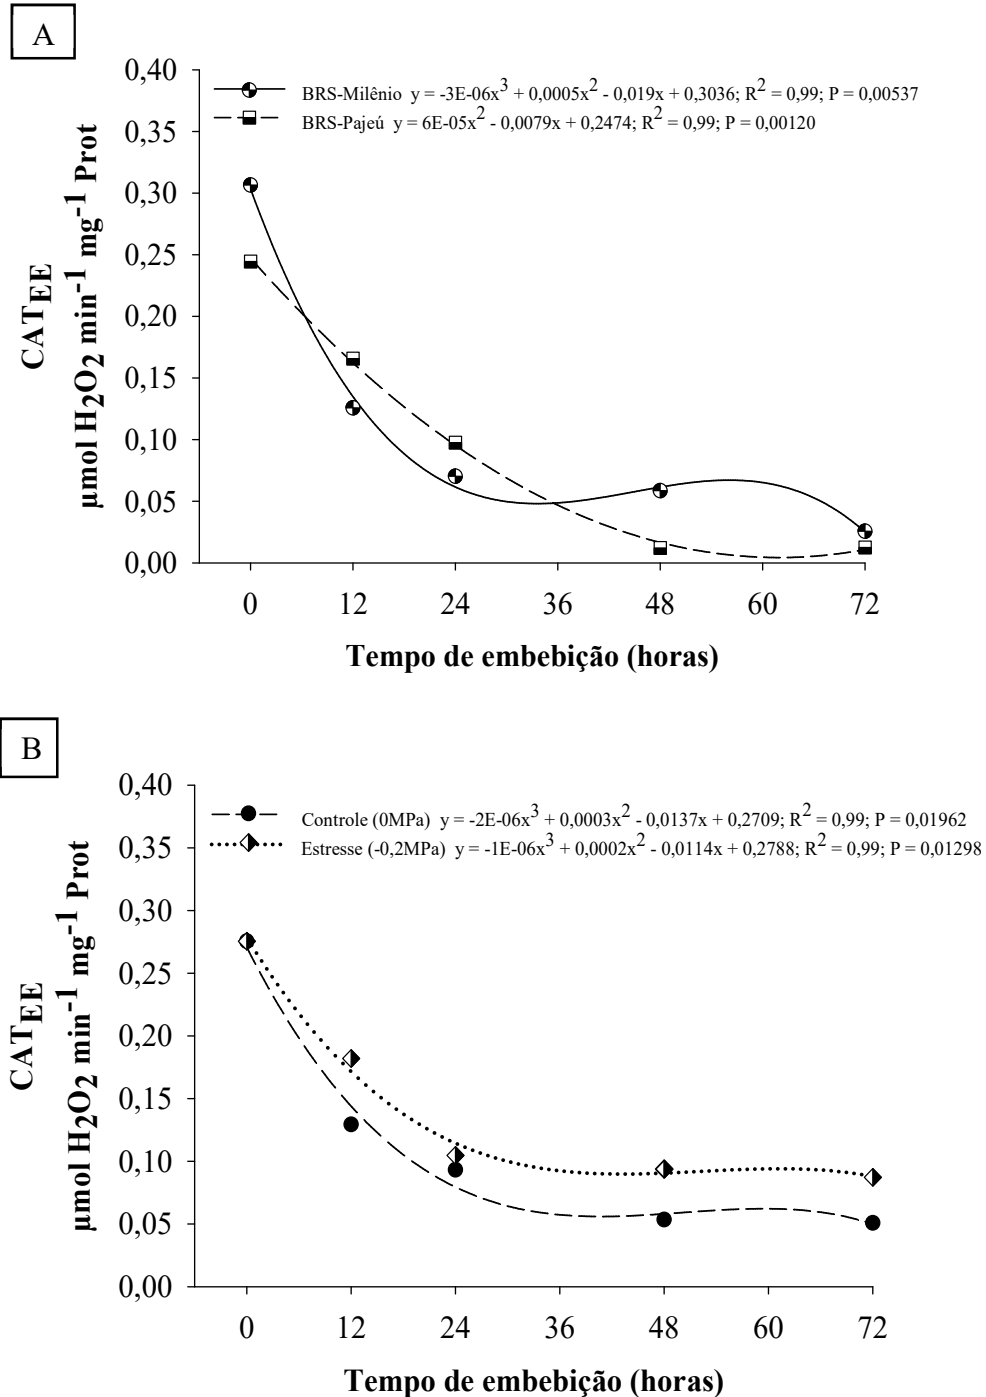 A
0,40
0,35
0,30
0,25
0,20
0,15
0,10
0,05
0,00
CATEE
µmol H2O2 min-1 mg-1 Prot
BRS-Milênio y = -3E-06x3 + 0,0005x2 - 0,019x + 0,3036; R2 = 0,99; P = 0,00537
BRS-Pajeú y = 6E-05x2 - 0,0079x + 0,2474; R2 = 0,99; P = 0,00120
0 12 24 36 48 60 72
Tempo de embebição (horas)
B
0,40
0,35
0,30
0,25
0,20
0,15
0,10
0,05
0,00
CATEE
µmol H2O2 min-1 mg-1 Prot
Controle (0MPa) y = -2E-06x3 + 0,0003x2 - 0,0137x + 0,2709; R2 = 0,99; P = 0,01962
Estresse (-0,2MPa) y = -1E-06x3 + 0,0002x2 - 0,0114x + 0,2788; R2 = 0,99; P = 0,01298
0 12 24 36 48 60 72
Tempo de embebição (horas)